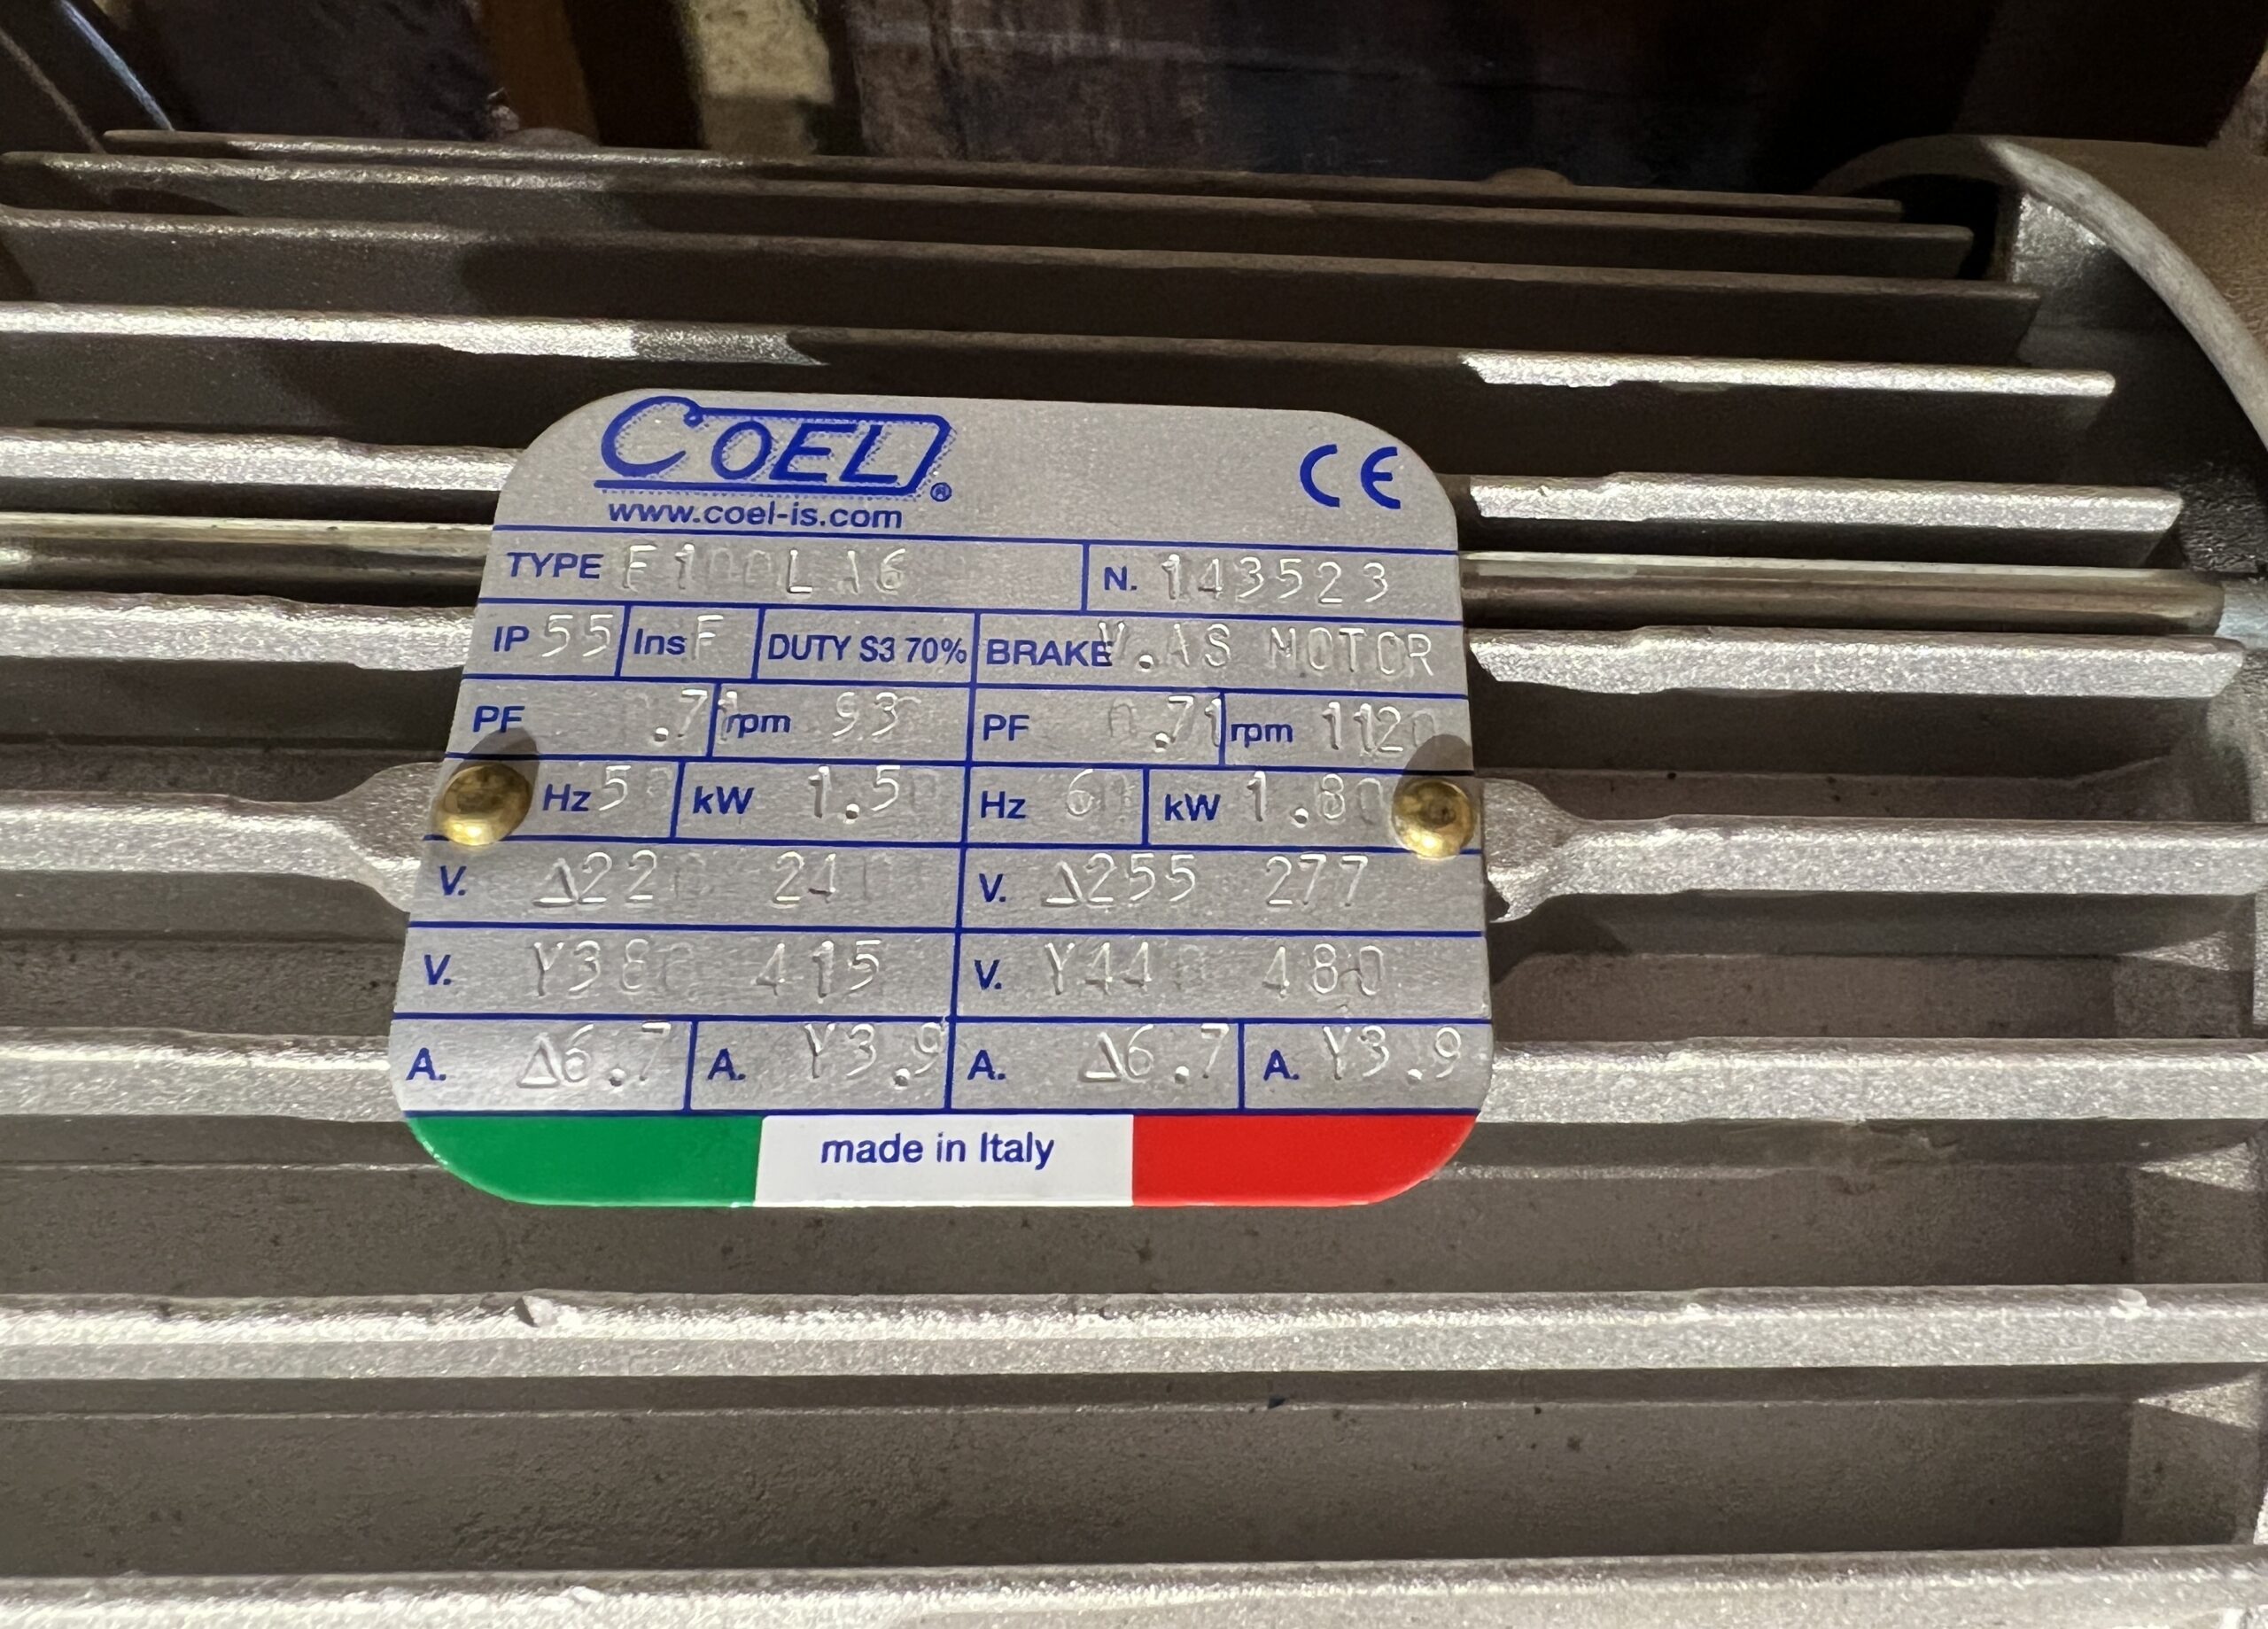 COEL®
CE
www.coel-is.com
TYPE F100LA6 N. 143523
IP 55 Ins F DUTY S3 70% BRAKE V.AS MOTOR
PF 0.71 rpm 930 PF 0.71 rpm 1120
Hz 50 kW 1.50 Hz 60 kW 1.80
V. Δ220 240 V. Δ255 277
V. Y380 415 V. Y440 480
A. Δ6.7 A. Y3.9 A. Δ6.7 A. Y3.9
made in Italy